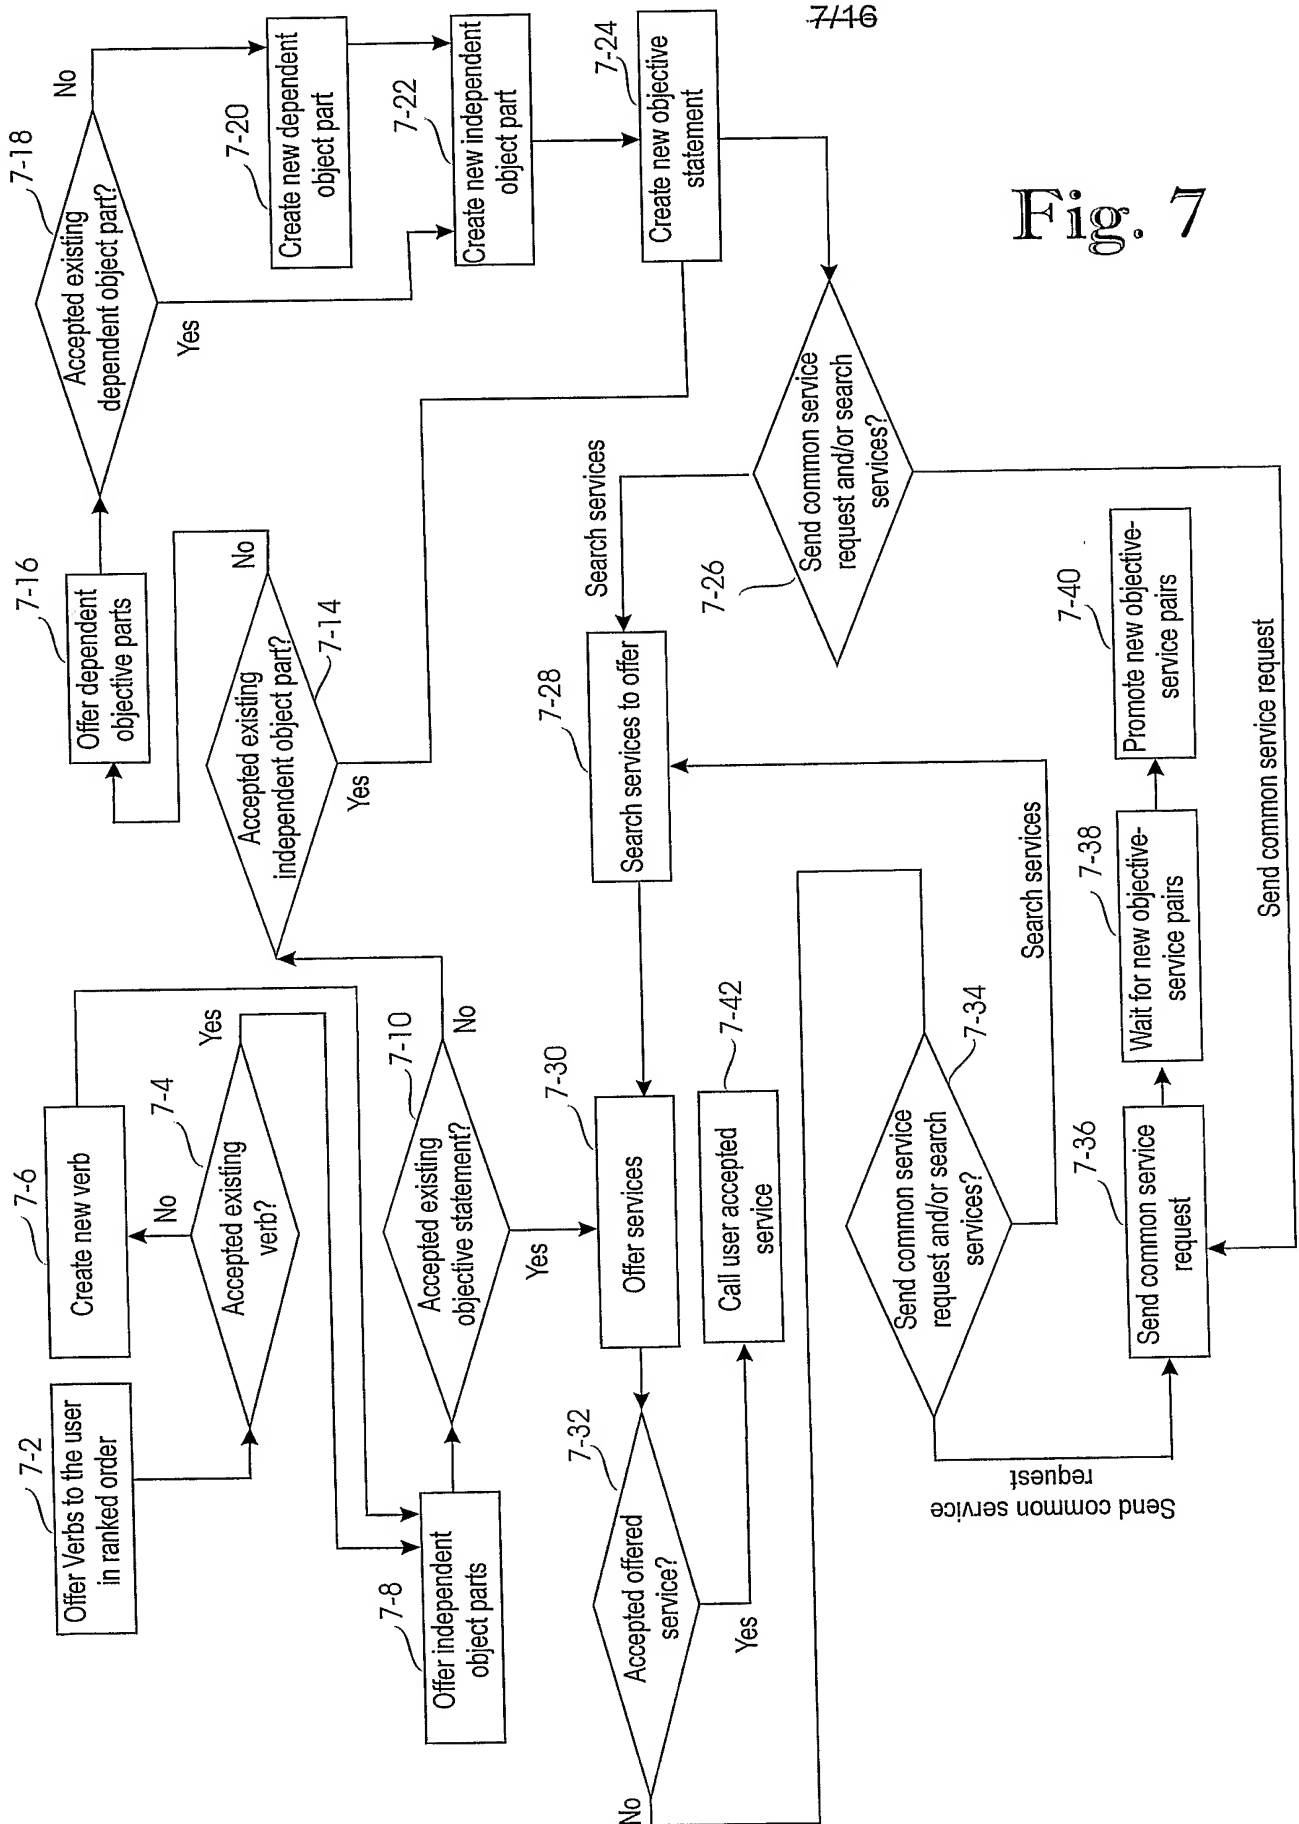 7/16
Fig. 7
7-2
Offer Verbs to the user
in ranked order
7-6
Create new verb
No
7-4
Accepted existing
verb?
Yes
7-8
Offer independent
object parts
7-10
Accepted existing
objective statement?
No
Yes
7-14
Accepted existing
independent object part?
No
Yes
7-16
Offer dependent
objective parts
7-18
Accepted existing
dependent object part?
No
Yes
7-20
Create new dependent
object part
7-22
Create new independent
object part
7-24
Create new objective
statement
7-26
Send common service
request and/or search
services?
Search services
Send common service request
7-28
Search services to offer
7-30
Offer services
7-32
Accepted offered
service?
No
Yes
7-42
Call user accepted
service
7-34
Send common service
request and/or search
services?
Search services
Send common service
request
7-36
Send common service
request
7-38
Wait for new objective-
service pairs
7-40
Promote new objective-
service pairs